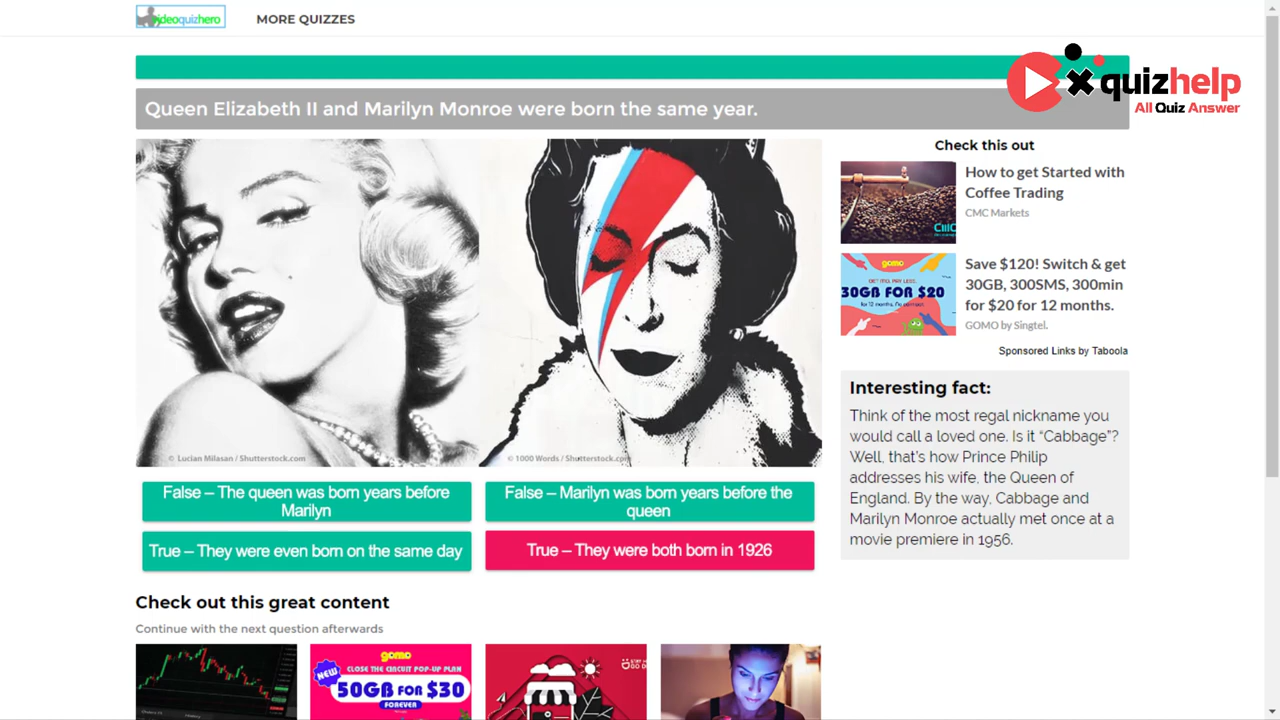 videoquizhero
MORE QUIZZES
quizhelp
All Quiz Answer
Queen Elizabeth II and Marilyn Monroe were born the same year.
© Lucian Milasan / Shutterstock.com
© 1000 Words / Shutterstock.com
False – The queen was born years before
Marilyn
False – Marilyn was born years before the
queen
True – They were even born on the same day
True – They were both born in 1926
Check this out
How to get Started with
Coffee Trading
CMC Markets
gomo
30GB FOR $20
Save $120! Switch & get
30GB, 300SMS, 300min
for $20 for 12 months.
GOMO by Singtel.
Sponsored Links by Taboola
Interesting fact:
Think of the most regal nickname you
would call a loved one. Is it “Cabbage”?
Well, that’s how Prince Philip
addresses his wife, the Queen of
England. By the way, Cabbage and
Marilyn Monroe actually met once at a
movie premiere in 1956.
Check out this great content
Continue with the next question afterwards
gomo
CLOSE THE CIRCUIT POP-UP PLAN
NEW
50GB FOR $30
FOREVER